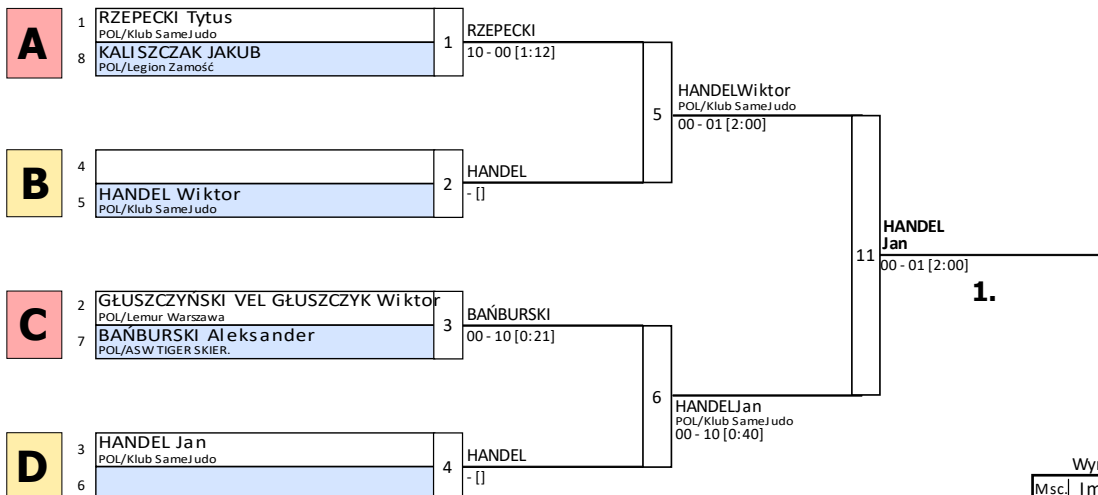 A
1
RZEPECKI Tytus
POL/Klub SameJudo
8
KALISZCZAK JAKUB
POL/Legion Zamość
1
RZEPECKI
10 - 00 [1:12]
5
HANDELWiktor
POL/Klub SameJudo
00 - 01 [2:00]
B
4
5
HANDEL Wiktor
POL/Klub SameJudo
2
HANDEL
- []
11
HANDEL
Jan
00 - 01 [2:00]
1.
C
2
GŁUSZCZYŃSKI VEL GŁUSZCZYK Wiktor
POL/Lemur Warszawa
7
BAŃBURSKI Aleksander
POL/ASW TIGER SKIER.
3
BAŃBURSKI
00 - 10 [0:21]
6
HANDELJan
POL/Klub SameJudo
00 - 10 [0:40]
D
3
HANDEL Jan
POL/Klub SameJudo
6
4
HANDEL
- []
Wyn
Msc. Im